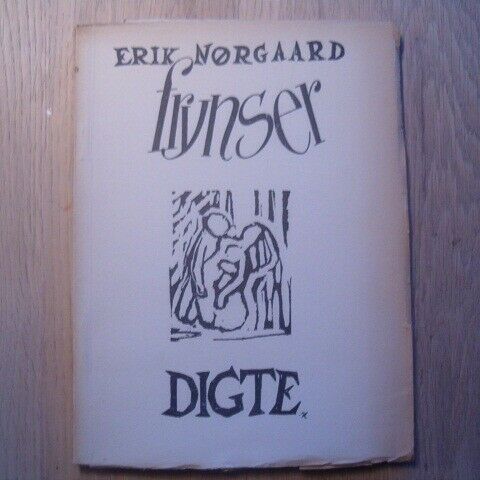 ERIK NØRGAARD
frynser
DIGTE